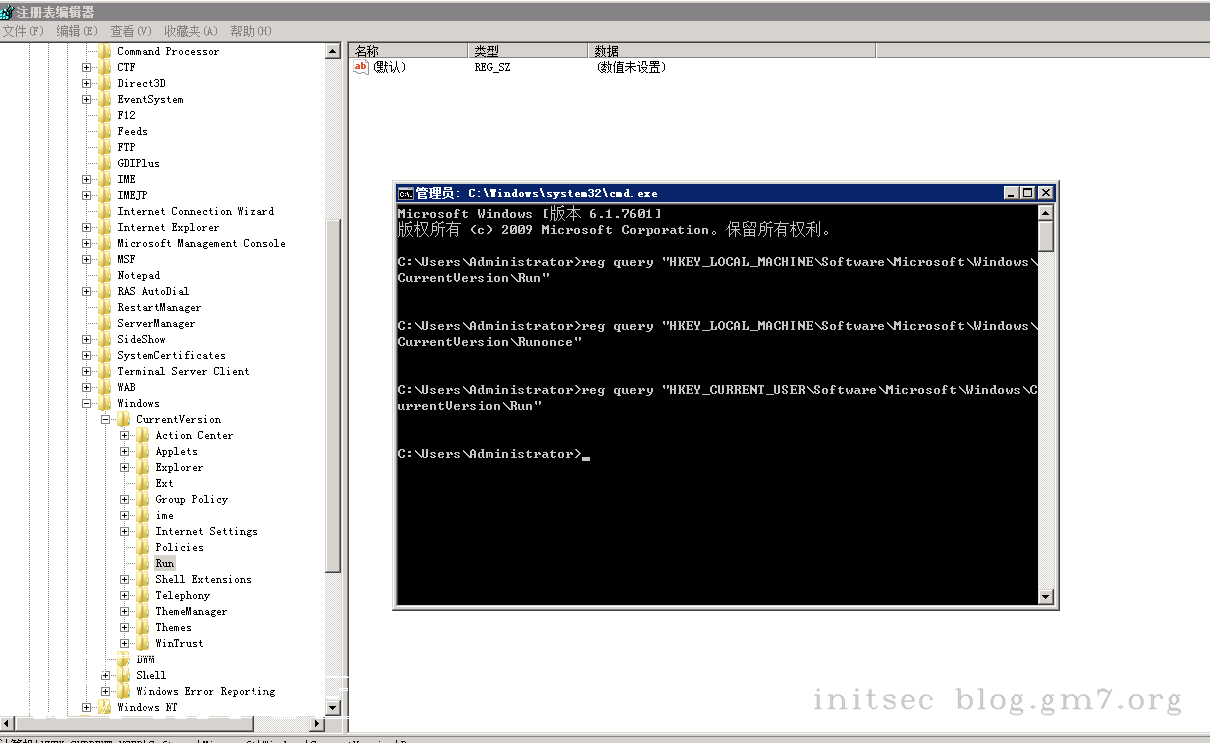 注册表编辑器
文件(F) 编辑(E) 查看(V) 收藏夹(A) 帮助(H)
Command Processor
CTF
Direct3D
EventSystem
F12
Feeds
FTP
GDIPlus
IME
IMEJP
Internet Connection Wizard
Internet Explorer
Microsoft Management Console
MSF
Notepad
RAS AutoDial
RestartManager
ServerManager
SideShow
SystemCertificates
Terminal Server Client
WAB
Windows
CurrentVersion
Action Center
Applets
Explorer
Ext
Group Policy
ime
Internet Settings
Policies
Run
Shell Extensions
Telephony
ThemeManager
Themes
WinTrust
DWM
Shell
Windows Error Reporting
Windows NT
名称 类型 数据
ab (默认) REG_SZ (数值未设置)
管理员: C:\Windows\system32\cmd.exe
Microsoft Windows [版本 6.1.7601]
版权所有 (c) 2009 Microsoft Corporation。保留所有权利。
C:\Users\Administrator>reg query "HKEY_LOCAL_MACHINE\Software\Microsoft\Windows\
CurrentVersion\Run"
C:\Users\Administrator>reg query "HKEY_LOCAL_MACHINE\Software\Microsoft\Windows\
CurrentVersion\Runonce"
C:\Users\Administrator>reg query "HKEY_CURRENT_USER\Software\Microsoft\Windows\C
urrentVersion\Run"
C:\Users\Administrator>
initsec blog.gm7.org